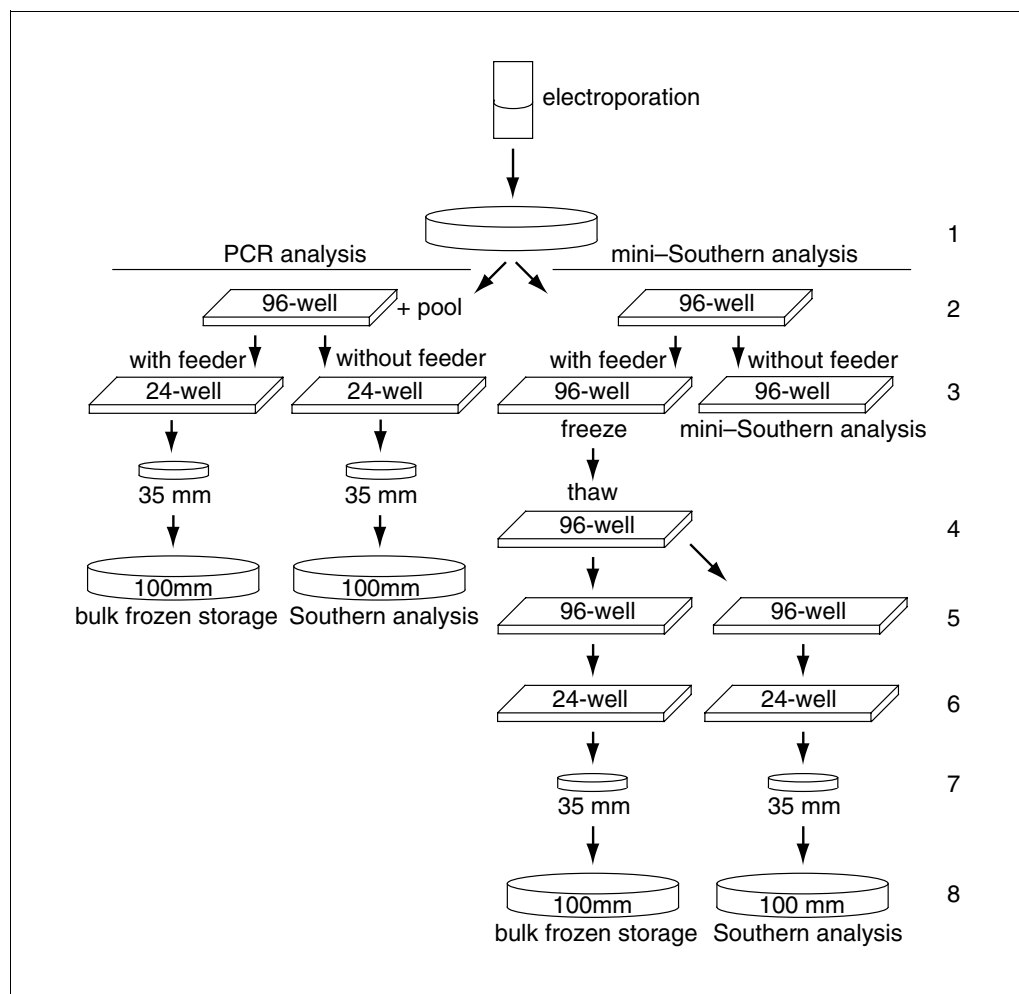 electroporation
1
PCR analysis
mini–Southern analysis
96-well
+ pool
96-well
2
with feeder
without feeder
with feeder
without feeder
24-well
24-well
96-well
96-well
3
freeze
mini–Southern analysis
35 mm
35 mm
thaw
96-well
4
100mm
100mm
bulk frozen storage
Southern analysis
96-well
96-well
5
24-well
24-well
6
35 mm
35 mm
7
100mm
100 mm
8
bulk frozen storage
Southern analysis